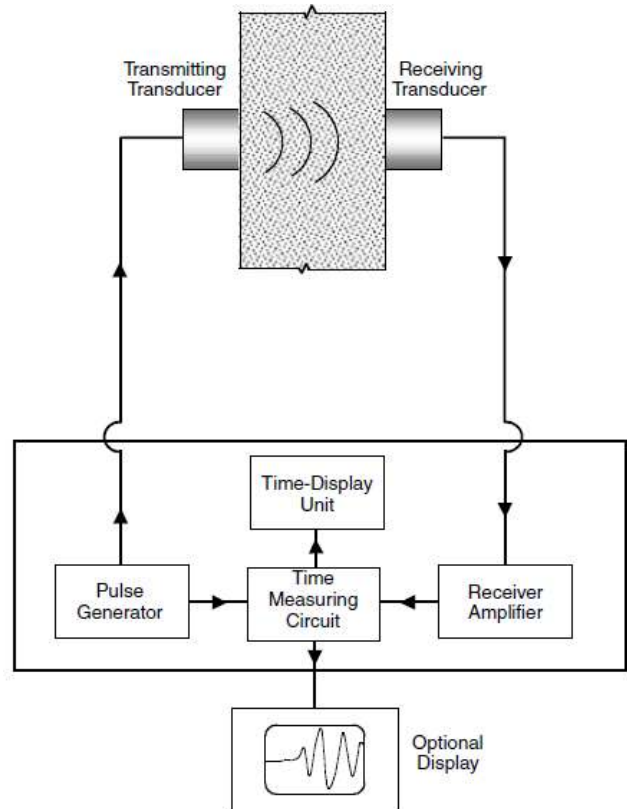 Transmitting
Transducer
Receiving
Transducer
Time-Display
Unit
Pulse
Generator
Time
Measuring
Circuit
Receiver
Amplifier
Optional
Display